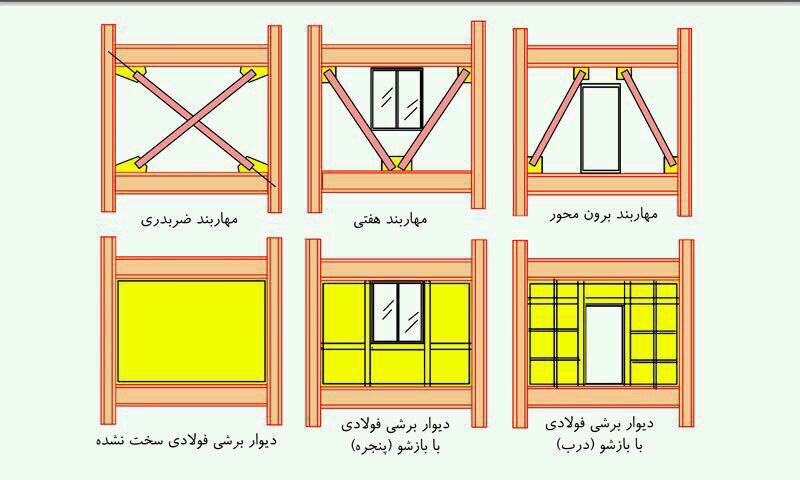 مهاربند برون محور
مهاربند هفتی
مهاربند ضربدری
دیوار برشی فولادی
با بازشو (درب)
دیوار برشی فولادی
با بازشو (پنجره)
دیوار برشی فولادی سخت نشده